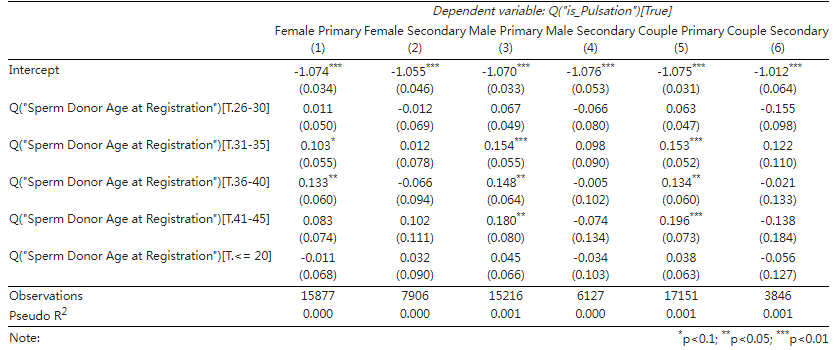 Dependent variable: Q("is_Pulsation")[True]
Female Primary Female Secondary Male Primary Male Secondary Couple Primary Couple Secondary
(1) (2) (3) (4) (5) (6)
Intercept -1.074*** -1.055*** -1.070*** -1.076*** -1.075*** -1.012***
(0.034) (0.046) (0.033) (0.053) (0.031) (0.064)
Q("Sperm Donor Age at Registration")[T.26-30] 0.011 -0.012 0.067 -0.066 0.063 -0.155
(0.050) (0.069) (0.049) (0.080) (0.047) (0.098)
Q("Sperm Donor Age at Registration")[T.31-35] 0.103* 0.012 0.154*** 0.098 0.153*** 0.122
(0.055) (0.078) (0.055) (0.090) (0.052) (0.110)
Q("Sperm Donor Age at Registration")[T.36-40] 0.133** -0.066 0.148** -0.005 0.134** -0.021
(0.060) (0.094) (0.064) (0.102) (0.060) (0.133)
Q("Sperm Donor Age at Registration")[T.41-45] 0.083 0.102 0.180** -0.074 0.196*** -0.138
(0.074) (0.111) (0.080) (0.134) (0.073) (0.184)
Q("Sperm Donor Age at Registration")[T.<= 20] -0.011 0.032 0.045 -0.034 0.038 -0.056
(0.068) (0.090) (0.066) (0.103) (0.063) (0.127)
Observations 15877 7906 15216 6127 17151 3846
Pseudo R2 0.000 0.000 0.001 0.000 0.001 0.001
Note: *p<0.1; **p<0.05; ***p<0.01